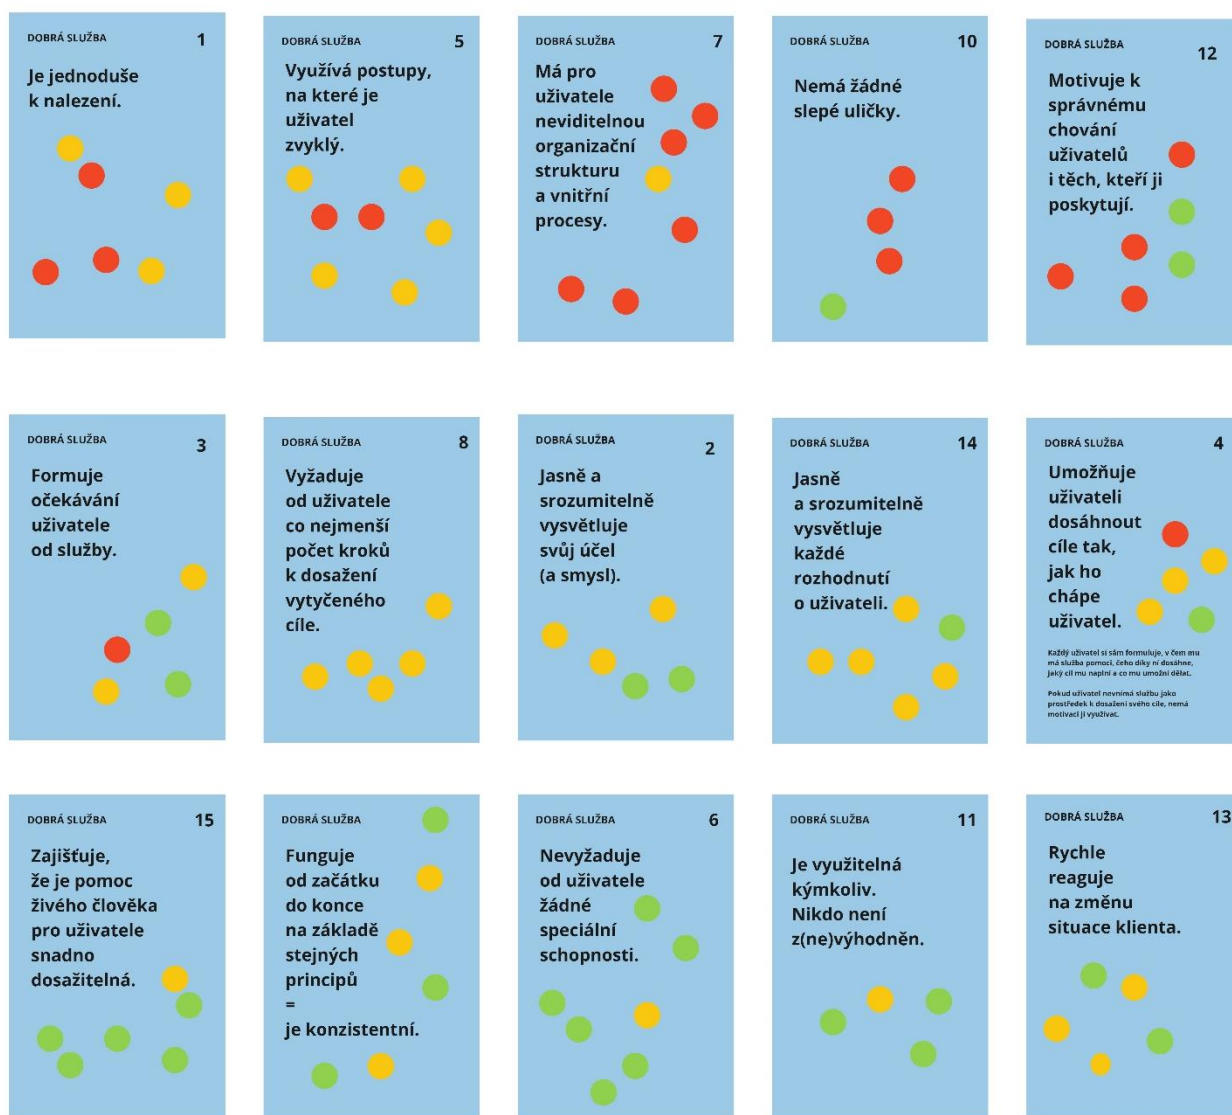 DOBRÁ SLUŽBA
1
Je jednoduše
k nalezení.
DOBRÁ SLUŽBA
5
Využívá postupy,
na které je
uživatel
zvyklý.
DOBRÁ SLUŽBA
7
Má pro
uživatele
neviditelnou
organizační
strukturu
a vnitřní
procesy.
DOBRÁ SLUŽBA
10
Nemá žádné
slepé uličky.
DOBRÁ SLUŽBA
12
Motivuje k
správnému
chování
uživatelů
i těch, kteří ji
poskytují.
DOBRÁ SLUŽBA
3
Formuje
očekávání
uživatele
od služby.
DOBRÁ SLUŽBA
8
Vyžaduje
od uživatele
co nejmenší
počet kroků
k dosažení
vytyčeného
cíle.
DOBRÁ SLUŽBA
2
Jasně a
srozumitelně
vysvětluje
svůj účel
(a smysl).
DOBRÁ SLUŽBA
14
Jasně
a srozumitelně
vysvětluje
každé
rozhodnutí
o uživateli.
DOBRÁ SLUŽBA
4
Umožňuje
uživateli
dosáhnout
cíle tak,
jak ho
chápe
uživatel.
Každý uživatel si sám formuluje, v čem mu
má služba pomoci, čeho díky ní dosáhne,
jaký cíl mu naplní a co mu umožní dělat.
Pokud uživatel nevnímá službu jako
prostředek k dosažení svého cíle, nemá
motivaci ji využívat.
DOBRÁ SLUŽBA
15
Zajišťuje,
že je pomoc
živého člověka
pro uživatele
snadno
dosažitelná.
DOBRÁ SLUŽBA
Funguje
od začátku
do konce
na základě
stejných
principů
=
je konzistentní.
DOBRÁ SLUŽBA
6
Nevyžaduje
od uživatele
žádné
speciální
schopnosti.
DOBRÁ SLUŽBA
11
Je využitelná
kýmkoliv.
Nikdo není
z(ne)výhodněn.
DOBRÁ SLUŽBA
13
Rychle
reaguje
na změnu
situace klienta.